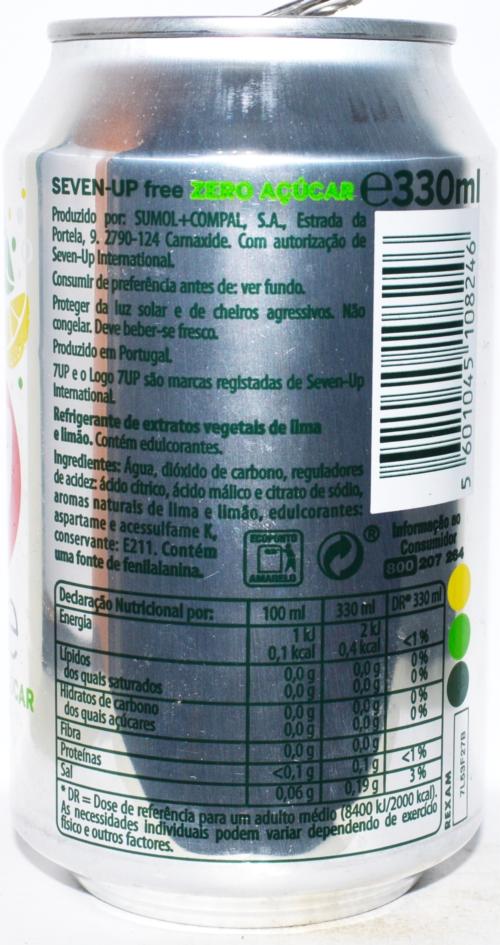 SEVEN-UP free ZERO AÇÚCAR ℮330ml
Produzido por: SUMOL+COMPAL, S.A., Estrada da
Portela, 9. 2790-124 Carnaxide. Com autorização de
Seven-Up International.
Consumir de preferência antes de: ver fundo.
Proteger da luz solar e de cheiros agressivos. Não
congelar. Deve beber-se fresco.
Produzido em Portugal.
7UP e o Logo 7UP são marcas registadas de Seven-Up
International.
Refrigerante de extratos vegetais de lima
e limão. Contém edulcorantes.
Ingredientes: Água, dióxido de carbono, reguladores
de acidez: ácido cítrico, ácido málico e citrato de sódio,
aromas naturais de lima e limão, edulcorantes:
aspartame e acessulfame K,
conservante: E211. Contém
uma fonte de fenilalanina.
5 601045 108246
ECOPONTO
AMARELO
®
Informação ao
Consumidor
800 207 264
Declaração Nutricional por: 100 ml 330 ml DR* 330 ml
Energia 1 kJ 2 kJ
0,1 kcal 0,4 kcal <1%
Lípidos 0,0 g 0,0 g 0%
dos quais saturados 0,0 g 0,0 g 0%
Hidratos de carbono 0,0 g 0,0 g 0%
dos quais açúcares 0,0 g 0,0 g 0%
Fibra 0,0 g 0,0 g
Proteínas <0,1 g 0,1 g <1%
Sal 0,06 g 0,19 g 3%
* DR = Dose de referência para um adulto médio (8400 kJ/2000 kcal).
As necessidades individuais podem variar dependendo de exercício
físico e outros factores.
REXAM
7L53F27B
CAR